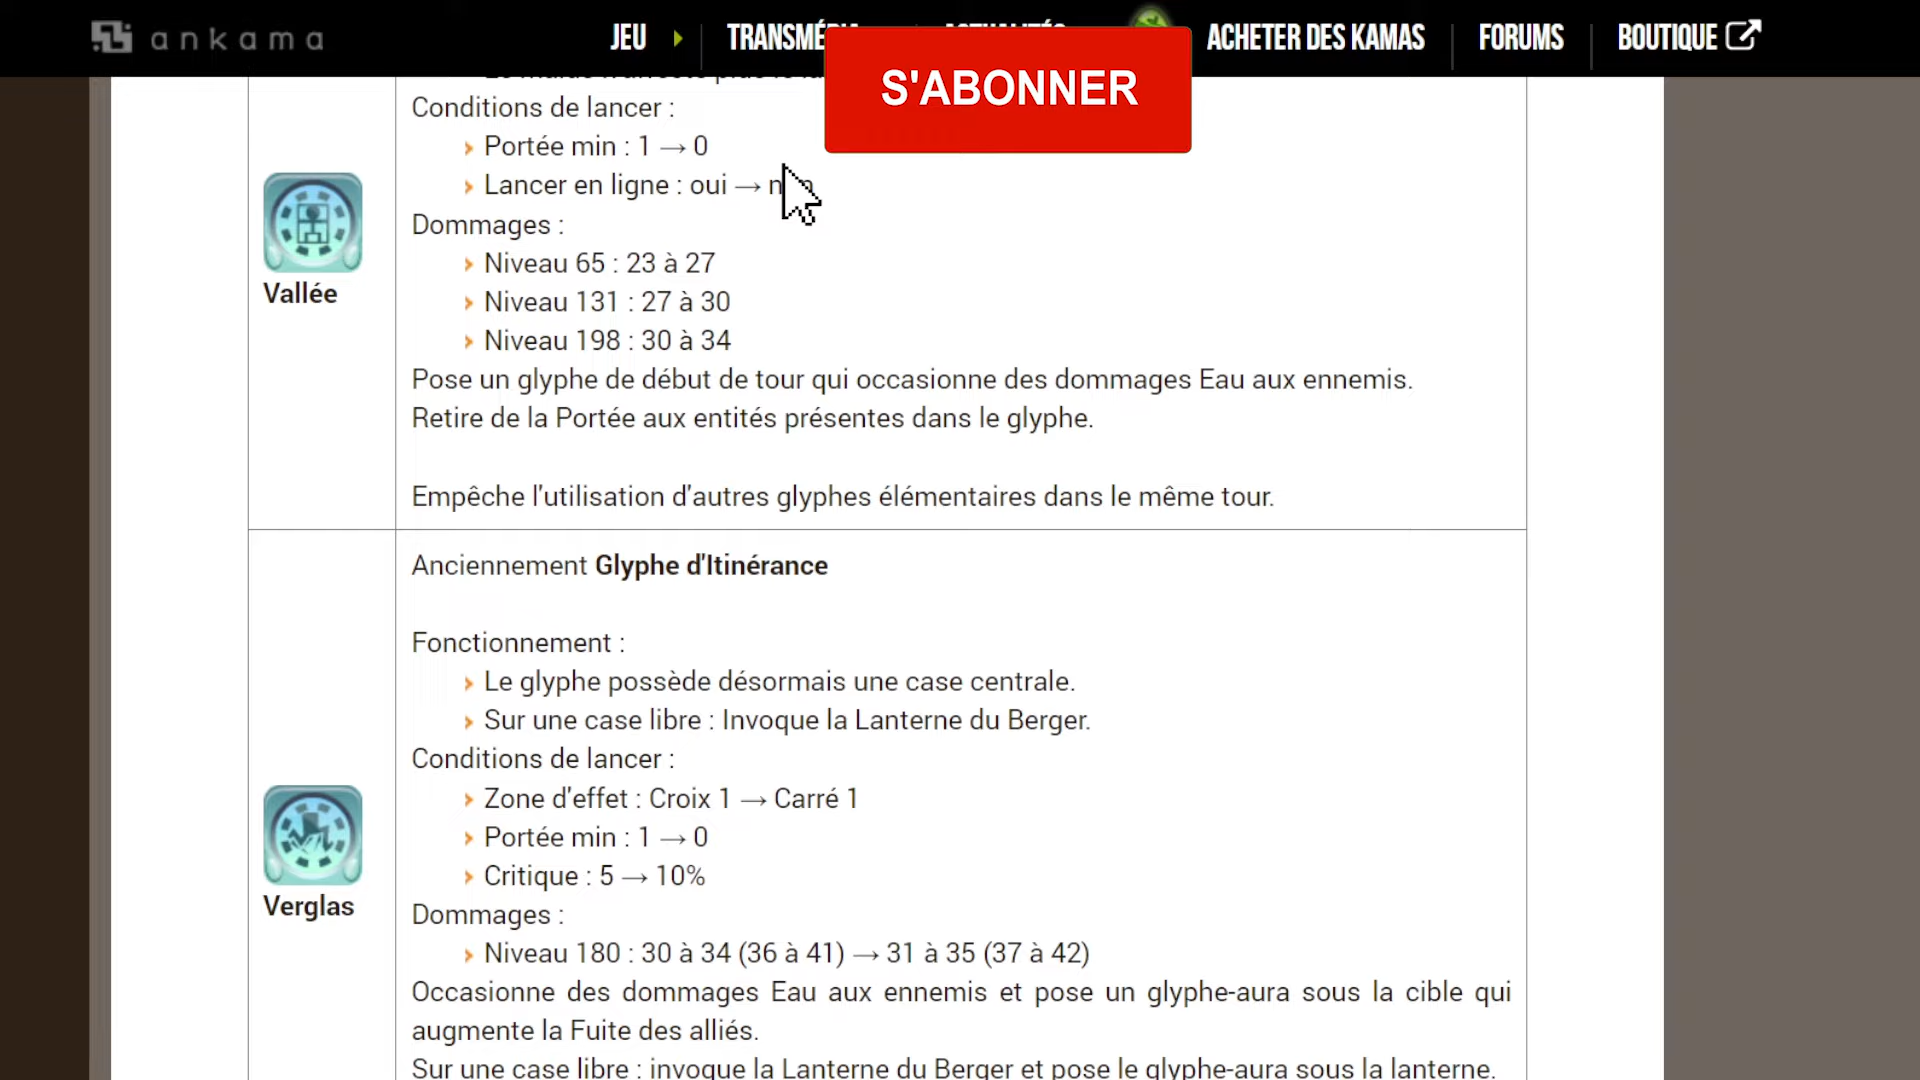 ankama
JEU
ACHETER DES KAMAS
FORUMS
BOUTIQUE
S'ABONNER
Conditions de lancer :
Portée min : 1 → 0
Lancer en ligne : oui →
Dommages :
Niveau 65 : 23 à 27
Niveau 131 : 27 à 30
Niveau 198 : 30 à 34
Vallée
Pose un glyphe de début de tour qui occasionne des dommages Eau aux ennemis.
Retire de la Portée aux entités présentes dans le glyphe.
Empêche l'utilisation d'autres glyphes élémentaires dans le même tour.
Anciennement Glyphe d'Itinérance
Fonctionnement :
Le glyphe possède désormais une case centrale.
Sur une case libre : Invoque la Lanterne du Berger.
Conditions de lancer :
Zone d'effet : Croix 1 → Carré 1
Portée min : 1 → 0
Critique : 5 → 10%
Verglas
Dommages :
Niveau 180 : 30 à 34 (36 à 41) → 31 à 35 (37 à 42)
Occasionne des dommages Eau aux ennemis et pose un glyphe-aura sous la cible qui
augmente la Fuite des alliés.
Sur une case libre : invoque la Lanterne du Berger et pose le glyphe-aura sous la lanterne.